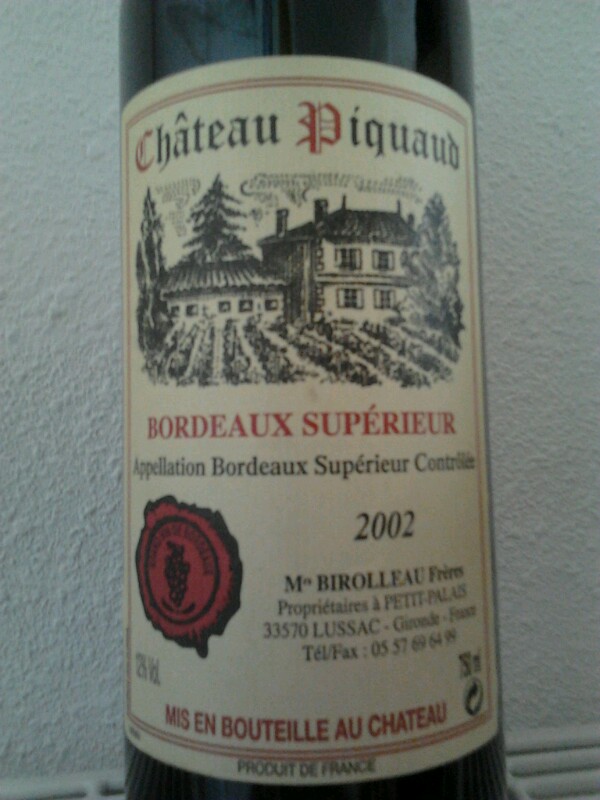 Château Piquaud
BORDEAUX SUPÉRIEUR
Appellation Bordeaux Supérieur Contrôlée
2002
Mrs BIROLLEAU Frères
Propriétaires à PETIT-PALAIS
33570 LUSSAC - Gironde - France
Tél/Fax : 05 57 69 64 99
12% Vol.
750 ml
MIS EN BOUTEILLE AU CHATEAU
PRODUIT DE FRANCE